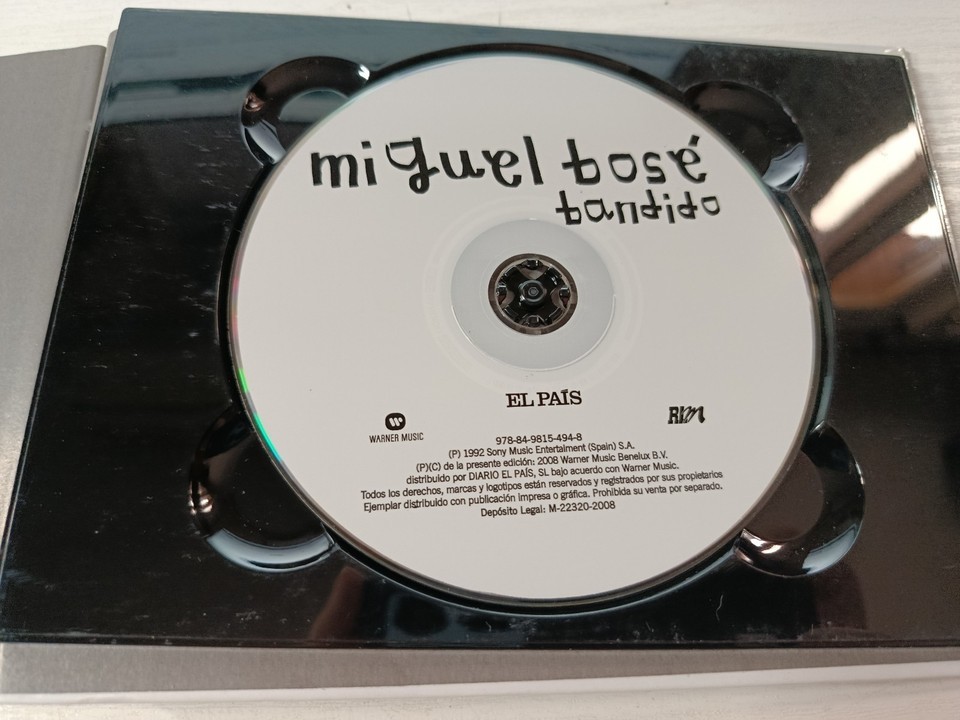 miguel bosé
bandido
EL PAÍS
WARNER MUSIC
RLM
978-84-9815-494-8
(P) 1992 Sony Music Entertaiment (Spain) S.A.
(P)(C) de la presente edición: 2008 Warner Music Benelux B.V.
distribuido por DIARIO EL PAÍS, SL bajo acuerdo con Warner Music.
Todos los derechos, marcas y logotipos están reservados y registrados por sus propietarios
Ejemplar distribuido con publicación impresa o gráfica. Prohibida su venta por separado.
Depósito Legal: M-22320-2008